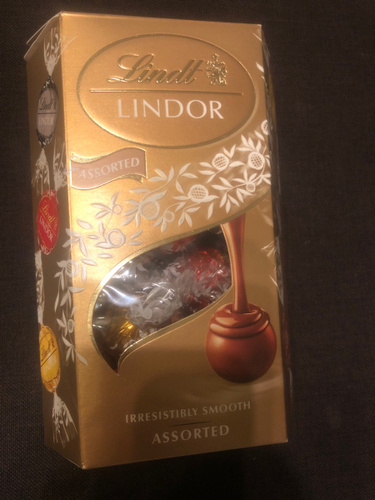 Lindt
LINDOR
ASSORTED
IRRESISTIBLY SMOOTH
ASSORTED